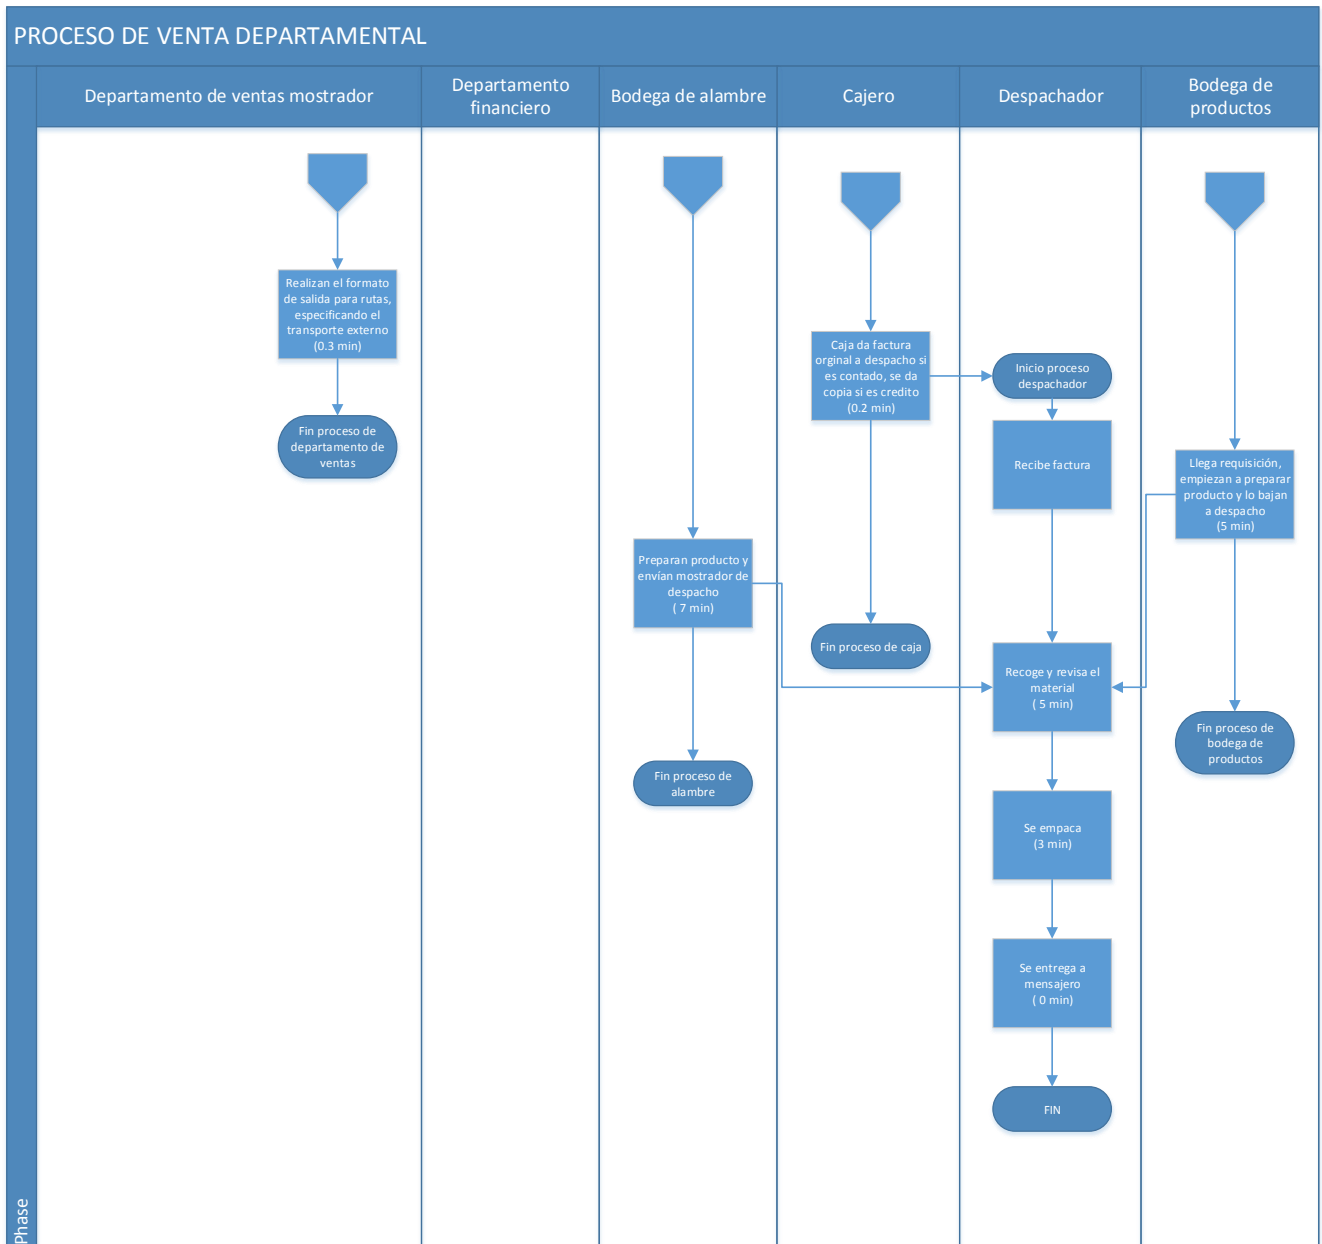 PROCESO DE VENTA DEPARTAMENTAL
Departamento de ventas mostrador
Departamento
financiero
Bodega de alambre
Cajero
Despachador
Bodega de
productos
Realizan el formato
de salida para rutas,
especificando el
transporte externo
(0.3 min)
Fin proceso de
departamento de
ventas
Preparan producto y
envían mostrador de
despacho
( 7 min)
Fin proceso de
alambre
Caja da factura
orginal a despacho si
es contado, se da
copia si es credito
(0.2 min)
Fin proceso de caja
Inicio proceso
despachador
Recibe factura
Recoge y revisa el
material
( 5 min)
Se empaca
(3 min)
Se entrega a
mensajero
( 0 min)
FIN
Llega requisición,
empiezan a preparar
producto y lo bajan
a despacho
(5 min)
Fin proceso de
bodega de
productos
Phase